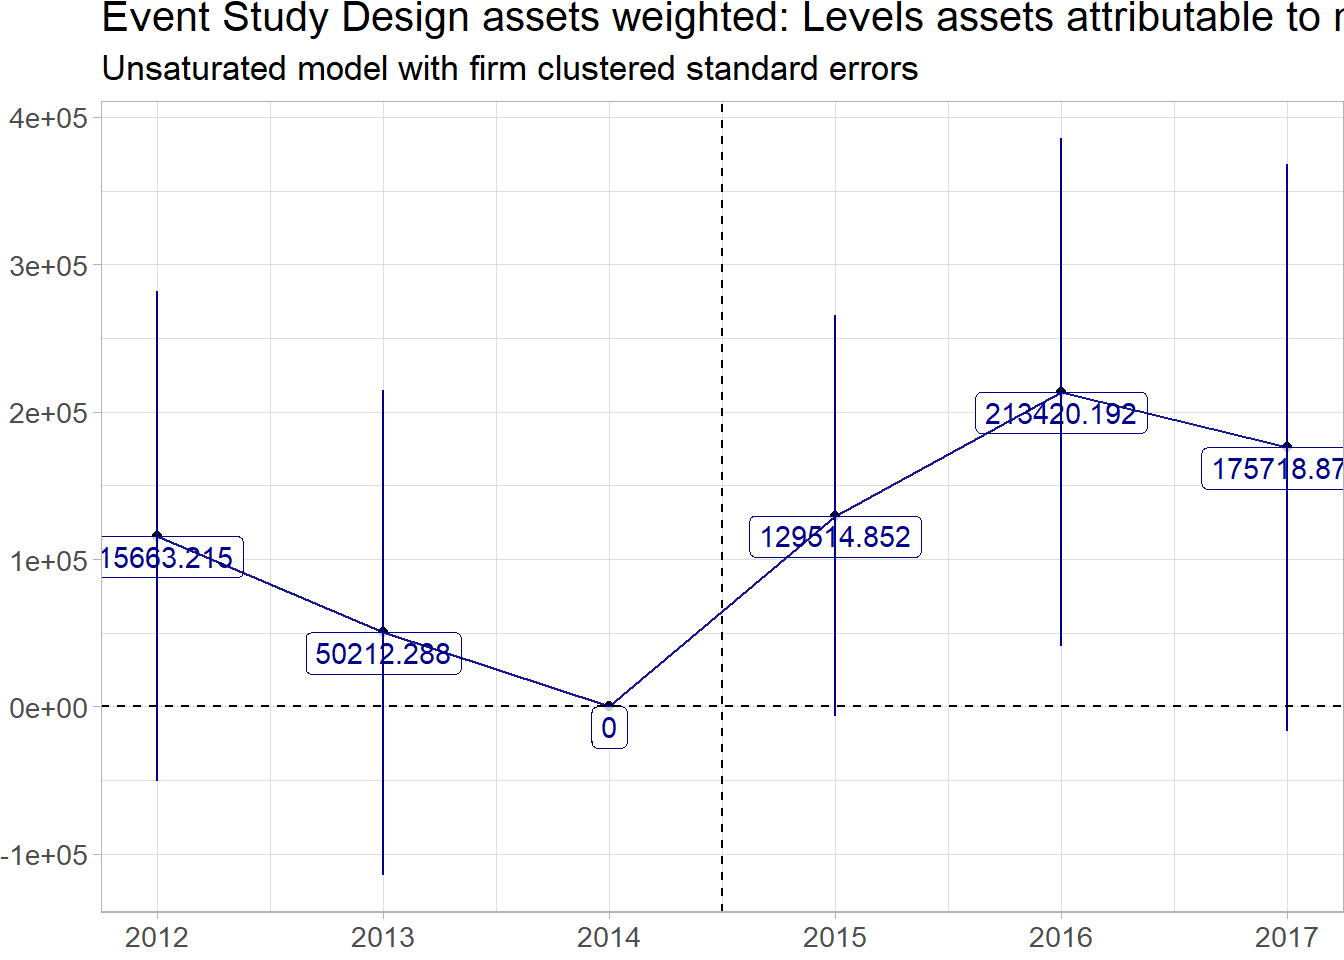 Event Study Design assets weighted: Levels assets attributable to
Unsaturated model with firm clustered standard errors
4e+05
3e+05
2e+05
1e+05
0e+00
-1e+05
15663.215
50212.288
0
129514.852
213420.192
175718.87
2012 2013 2014 2015 2016 2017